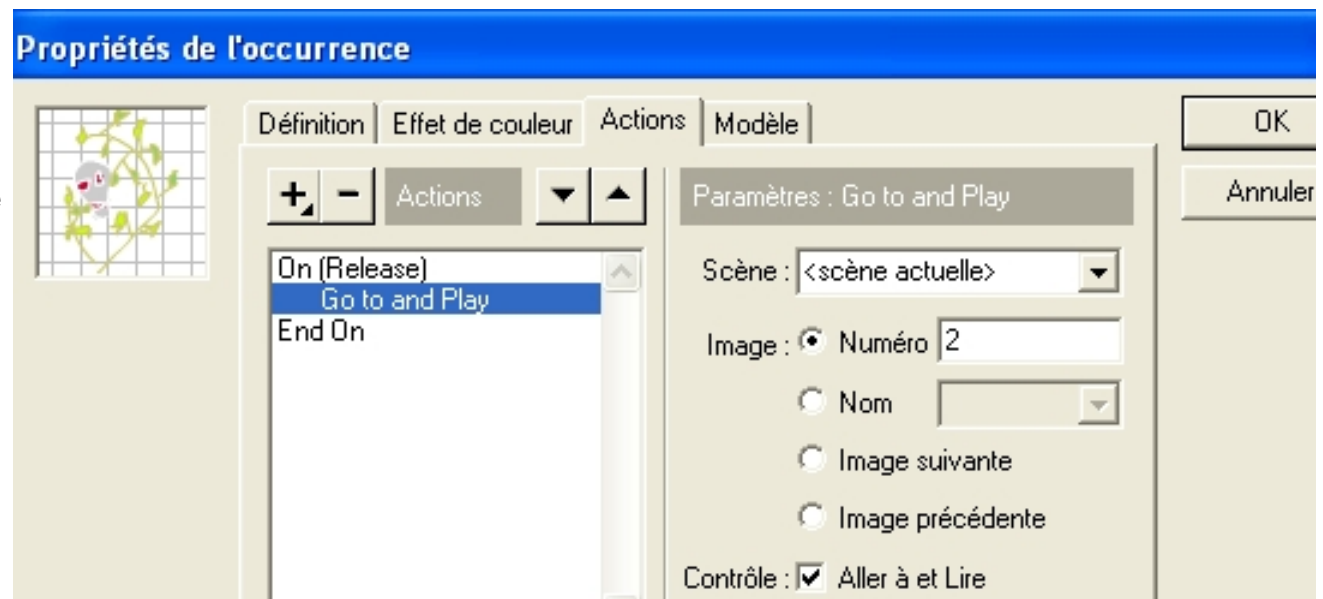 Propriétés de l'occurrence
Définition Effet de couleur Actions Modèle
OK
Annuler
Actions
On (Release)
Go to and Play
End On
Paramètres : Go to and Play
Scène : <scène actuelle>
Image : Numéro 2
Nom
Image suivante
Image précédente
Contrôle : Aller à et Lire